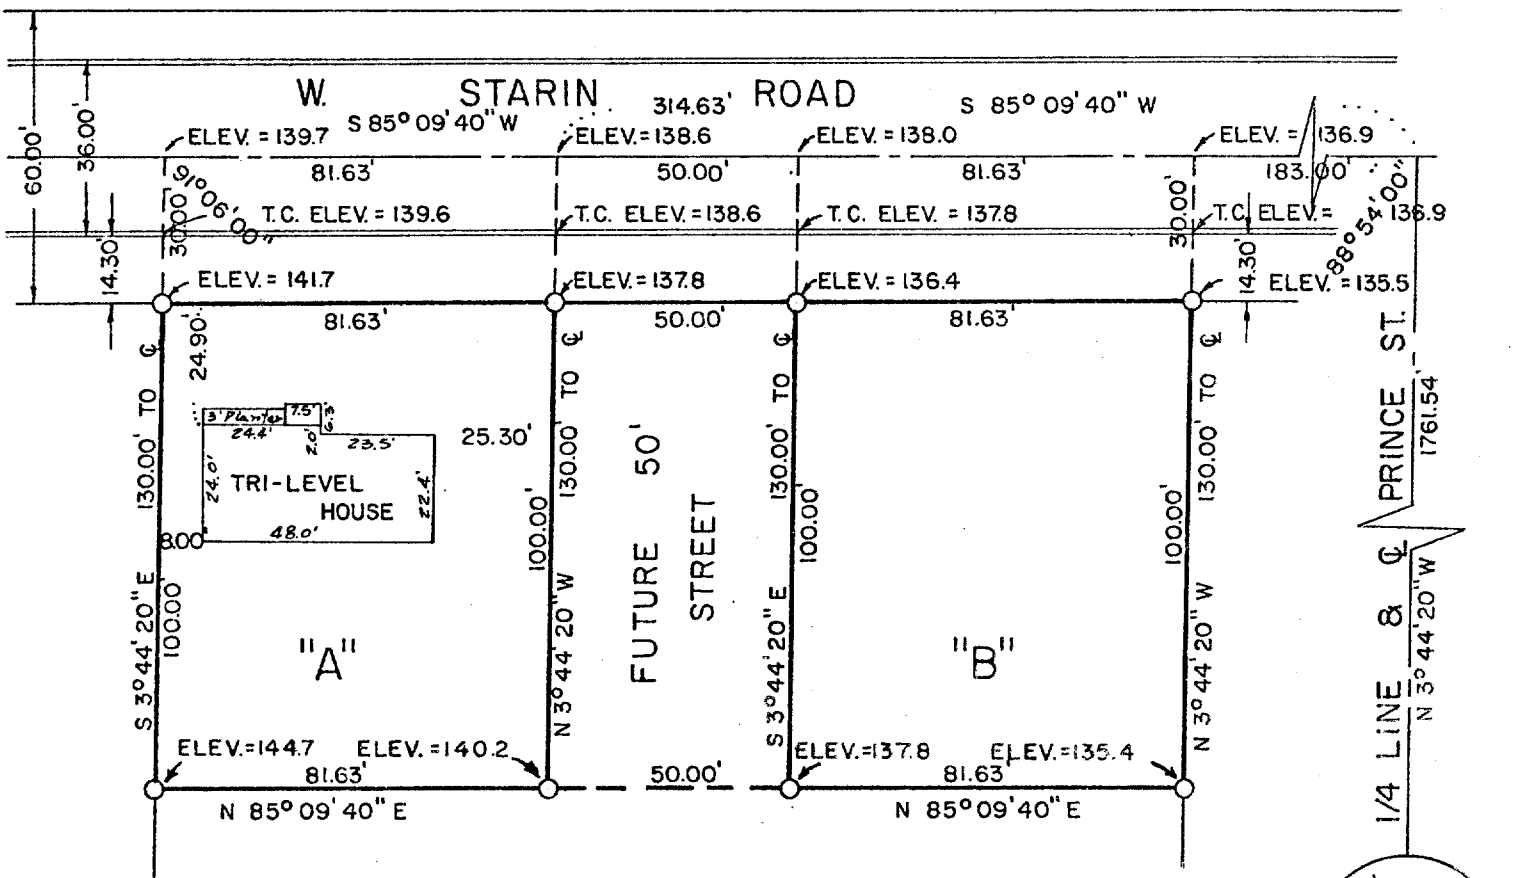 W. STARIN ROAD
314.63'
S 85° 09' 40" W
S 85° 09' 40" W
60.00'
36.00'
ELEV. = 139.7
ELEV. = 138.6
ELEV. = 138.0
ELEV. = 136.9
81.63'
50.00'
81.63'
183.00'
91° 06' 00"
30.00'
T.C. ELEV. = 139.6
T.C. ELEV. = 138.6
T.C. ELEV. = 137.8
30.00'
T.C. ELEV. = 136.9
88° 54' 00"
14.30'
14.30'
ELEV. = 141.7
ELEV. = 137.8
ELEV. = 136.4
ELEV. = 135.5
81.63'
50.00'
81.63'
24.90'
3' Planter
7.5'
6.3'
24.4'
2.0'
23.5'
25.30'
24.0'
TRI-LEVEL
HOUSE
22.4'
8.00'
48.0'
130.00' TO ℄
130.00' TO ℄
130.00' TO ℄
130.00' TO ℄
100.00'
100.00'
100.00'
100.00'
S 3° 44' 20" E
N 3° 44' 20" W
S 3° 44' 20" E
N 3° 44' 20" W
FUTURE 50'
STREET
"A"
"B"
ELEV.=144.7
ELEV.=140.2
ELEV.=137.8
ELEV.=135.4
81.63'
50.00'
81.63'
N 85° 09' 40" E
N 85° 09' 40" E
1/4 LINE & ℄ PRINCE ST.
1761.54'
N 3° 44' 20" W